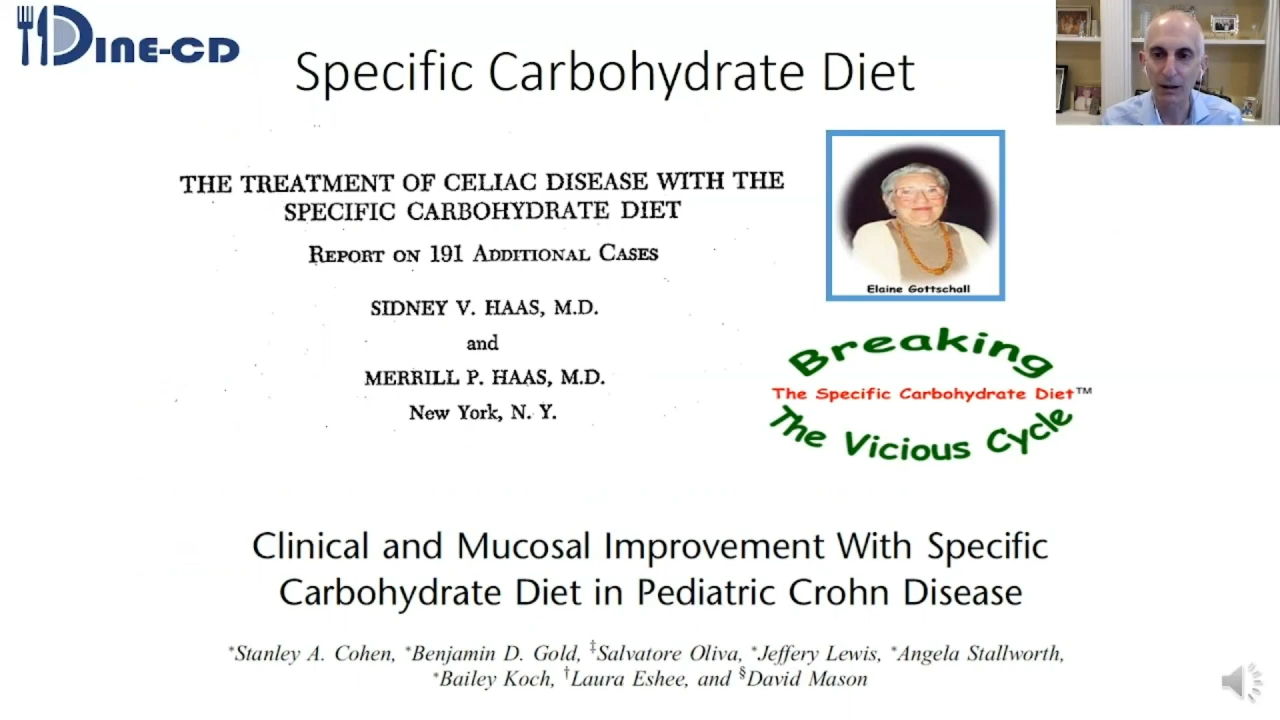 DINE-CD
Specific Carbohydrate Diet
THE TREATMENT OF CELIAC DISEASE WITH THE
SPECIFIC CARBOHYDRATE DIET
REPORT ON 191 ADDITIONAL CASES
SIDNEY V. HAAS, M.D.
and
MERRILL P. HAAS, M.D.
New York, N. Y.
Elaine Gottschall
Breaking
The Specific Carbohydrate Diet™
The Vicious Cycle
Clinical and Mucosal Improvement With Specific
Carbohydrate Diet in Pediatric Crohn Disease
*Stanley A. Cohen, *Benjamin D. Gold, ‡Salvatore Oliva, *Jeffery Lewis, *Angela Stallworth,
*Bailey Koch, †Laura Eshee, and §David Mason